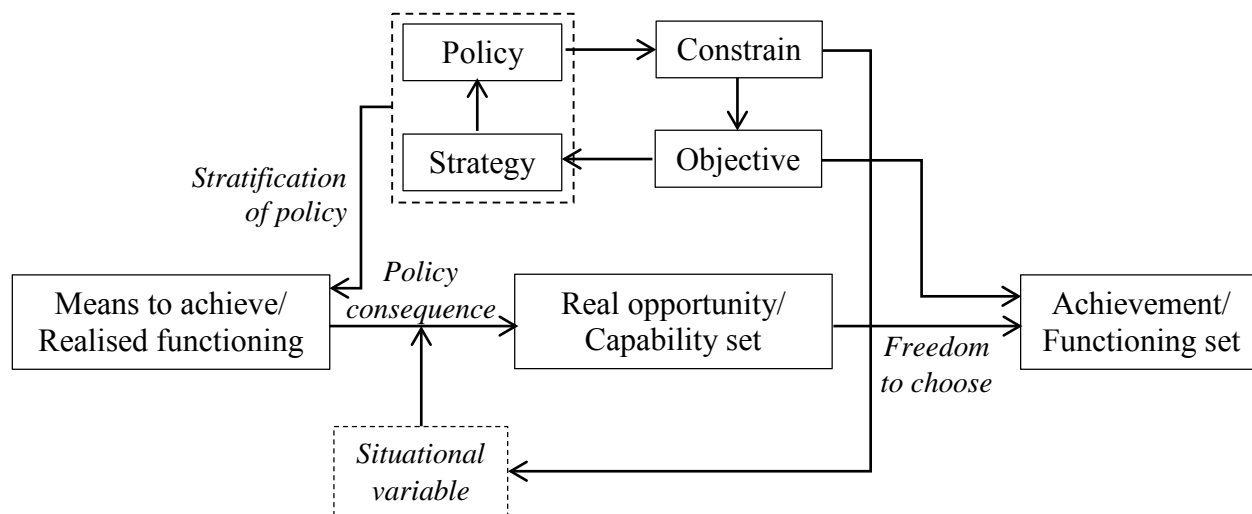 Policy
Constrain
Strategy
Objective
Stratification
of policy
Means to achieve/
Realised functioning
Policy
consequence
Real opportunity/
Capability set
Freedom
to choose
Achievement/
Functioning set
Situational
variable